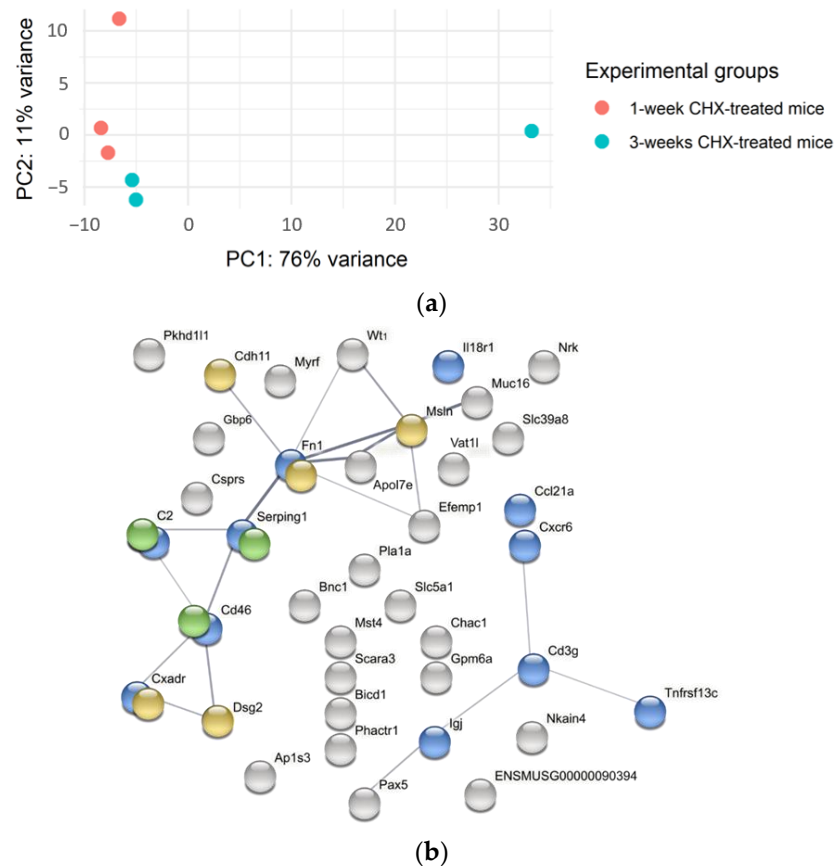 10
5
0
−5
−10
0
10
20
30
PC2: 11% variance
PC1: 76% variance
Experimental groups
1-week CHX-treated mice
3-weeks CHX-treated mice
(a)
Pkhd1l1
Wt1
Il18r1
Nrk
Cdh11
Myrf
Muc16
Gbp6
Msln
Slc39a8
Fn1
Vat1l
Csprs
Apol7e
Ccl21a
C2
Serping1
Efemp1
Cxcr6
Pla1a
Bnc1
Slc5a1
Cd46
Mst4
Chac1
Scara3
Gpm6a
Cd3g
Cxadr
Dsg2
Bicd1
Tnfrsf13c
Phactr1
Igj
Nkain4
Ap1s3
Pax5
ENSMUSG00000090394
(b)